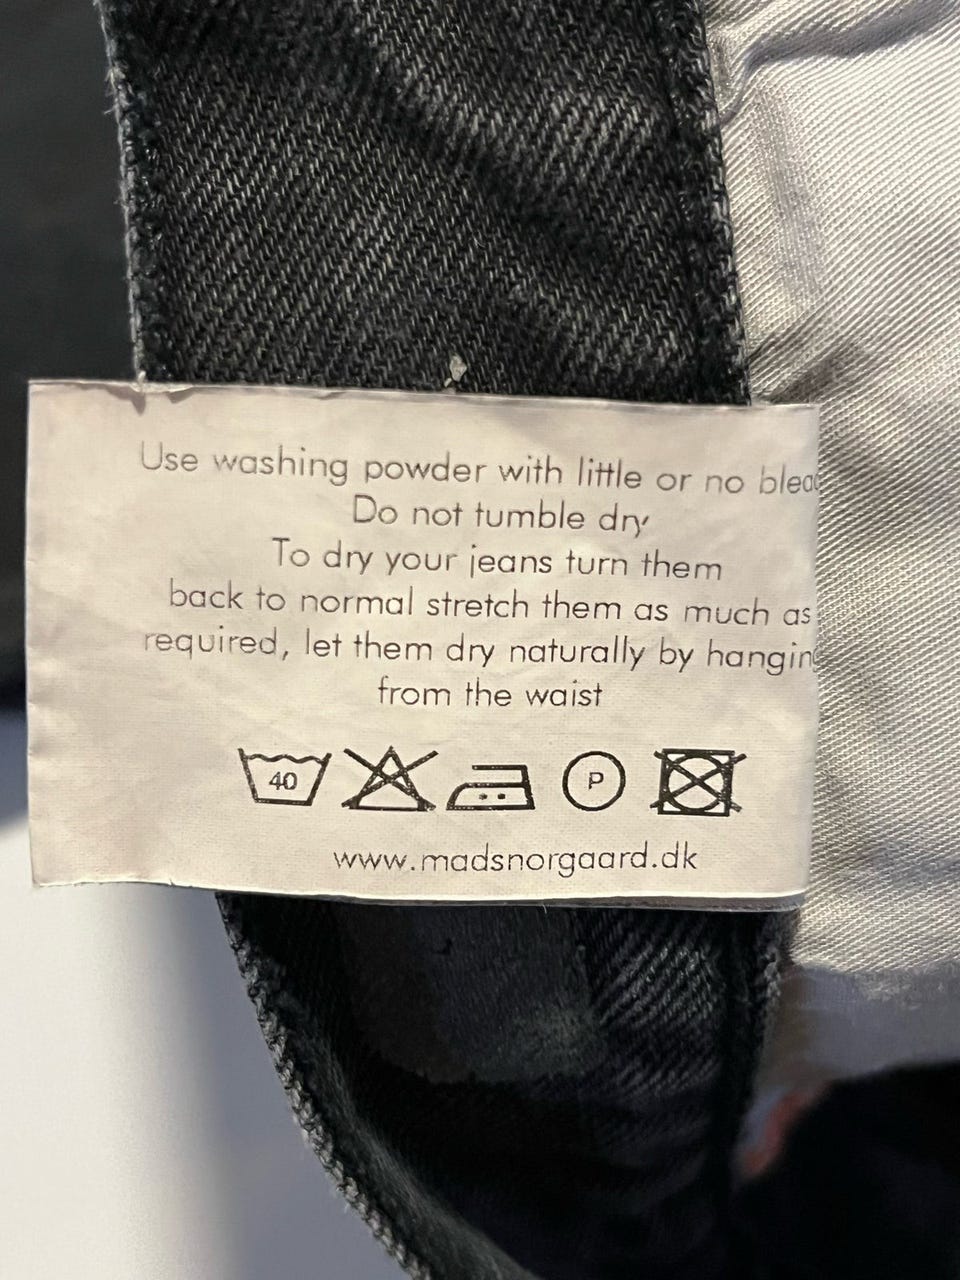 Use washing powder with little or no
Do not tumble dry
To dry your jeans turn them
back to normal stretch them as much as
required, let them dry naturally by
from the waist
40 P
www.madsnorgaard.dk